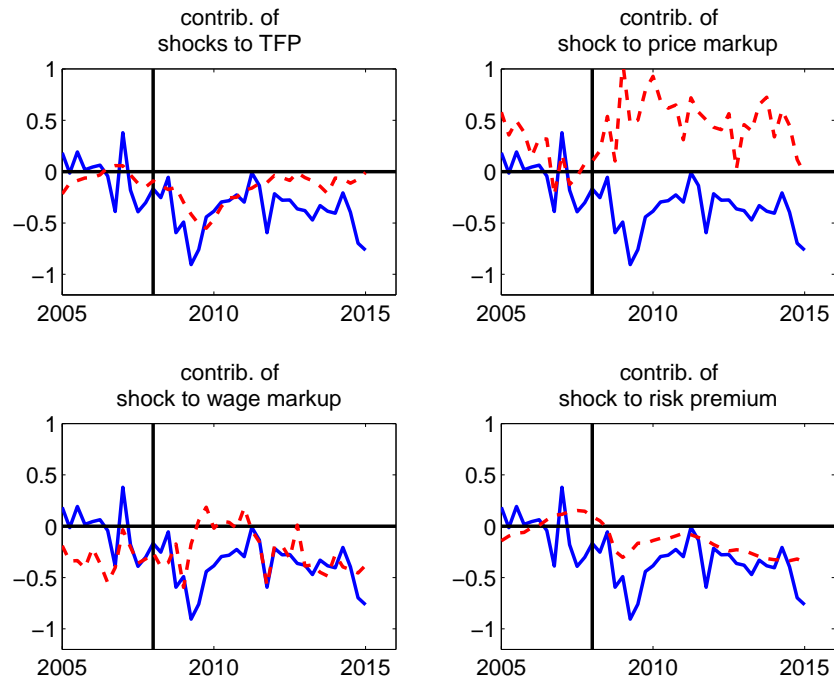 contrib. of
shocks to TFP
1
0.5
0
−0.5
−1
2005 2010 2015
contrib. of
shock to price markup
1
0.5
0
−0.5
−1
2005 2010 2015
contrib. of
shock to wage markup
1
0.5
0
−0.5
−1
2005 2010 2015
contrib. of
shock to risk premium
1
0.5
0
−0.5
−1
2005 2010 2015